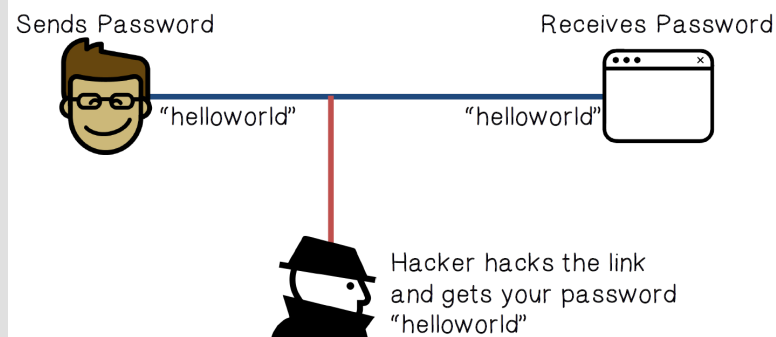 Sends Password
Receives Password
“helloworld”
“helloworld”
Hacker hacks the link
and gets your password
“helloworld”